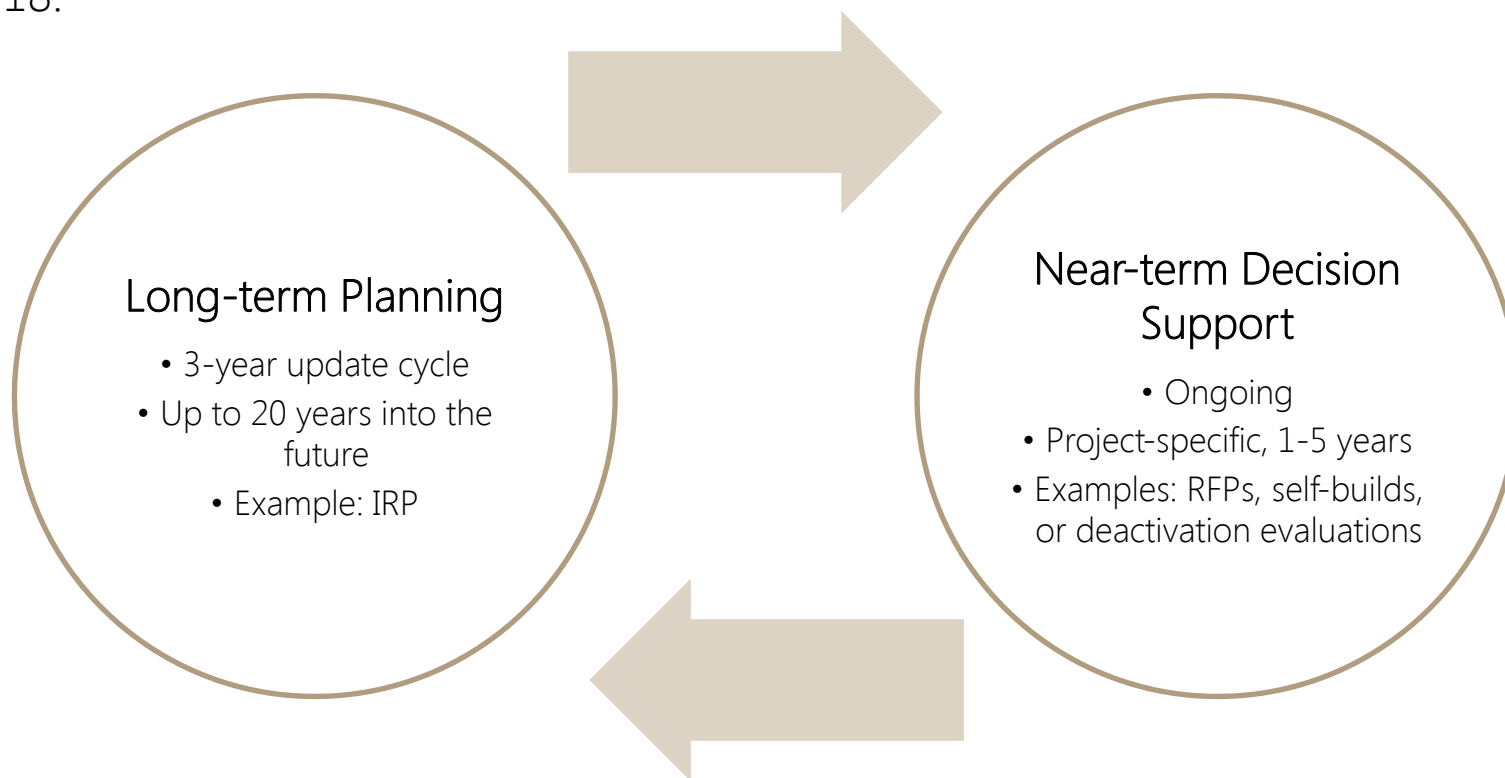 18.
Long-term Planning
• 3-year update cycle
• Up to 20 years into the
future
• Example: IRP
Near-term Decision
Support
• Ongoing
• Project-specific, 1-5 years
• Examples: RFPs, self-builds,
or deactivation evaluations